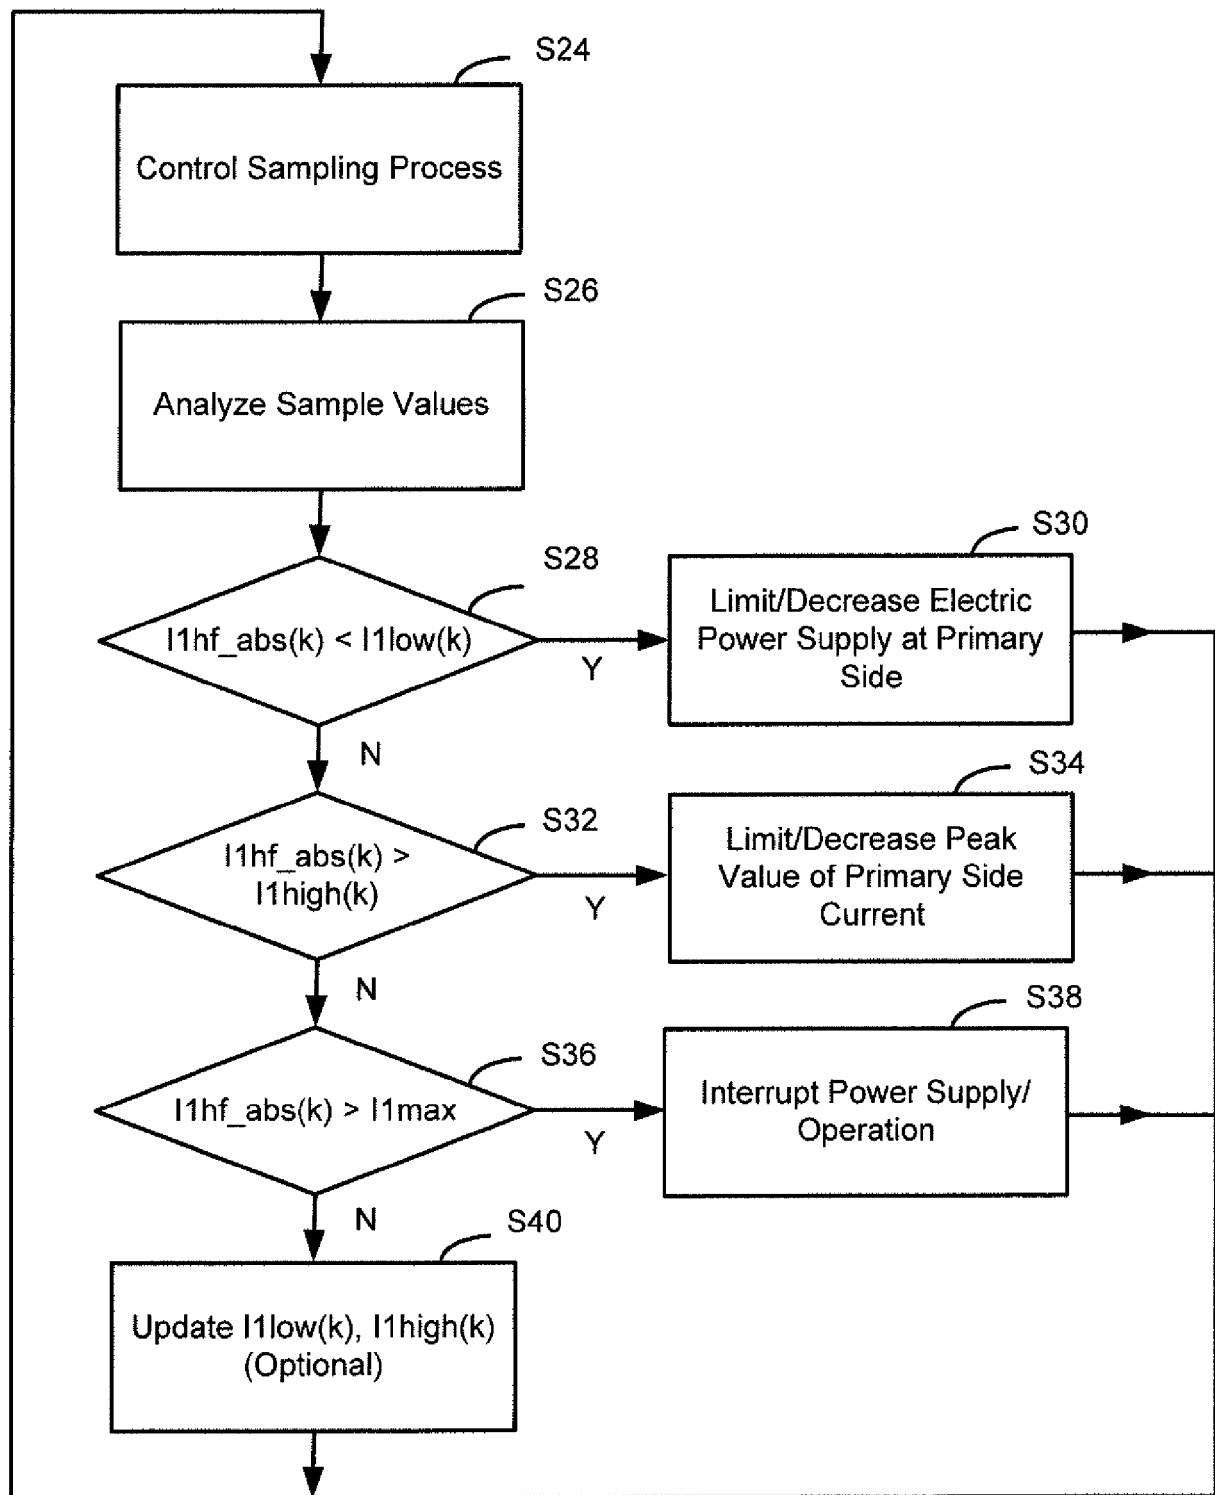 S24
Control Sampling Process
S26
Analyze Sample Values
S28
I1hf_abs(k) < I1low(k)
Y
N
S30
Limit/Decrease Electric
Power Supply at Primary
Side
S32
I1hf_abs(k) >
I1high(k)
Y
N
S34
Limit/Decrease Peak
Value of Primary Side
Current
S36
I1hf_abs(k) > I1max
Y
N
S38
Interrupt Power Supply/
Operation
S40
Update I1low(k), I1high(k)
(Optional)